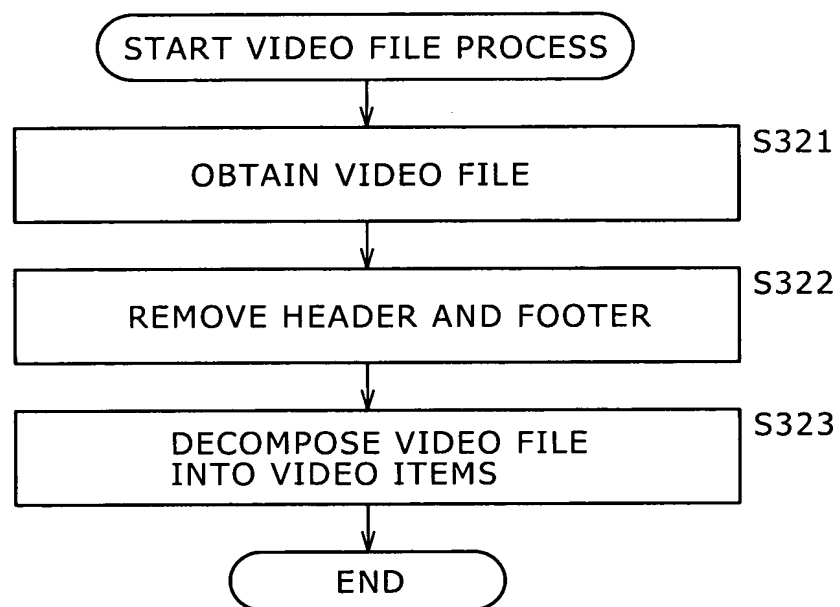 START VIDEO FILE PROCESS
S321
OBTAIN VIDEO FILE
S322
REMOVE HEADER AND FOOTER
S323
DECOMPOSE VIDEO FILE
INTO VIDEO ITEMS
END